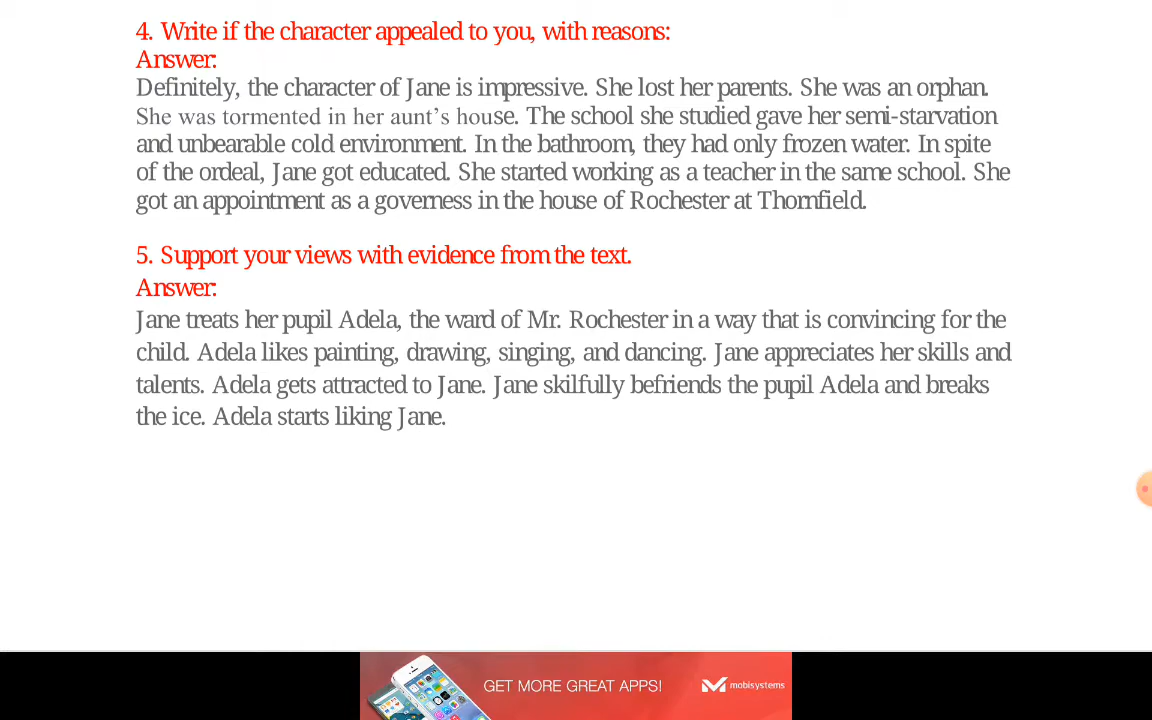 4. Write if the character appealed to you, with reasons:
Answer:
Definitely, the character of Jane is impressive. She lost her parents. She was an orphan.
She was tormented in her aunt’s house. The school she studied gave her semi-starvation
and unbearable cold environment. In the bathroom, they had only frozen water. In spite
of the ordeal, Jane got educated. She started working as a teacher in the same school. She
got an appointment as a governess in the house of Rochester at Thornfield.
5. Support your views with evidence from the text.
Answer:
Jane treats her pupil Adela, the ward of Mr. Rochester in a way that is convincing for the
child. Adela likes painting, drawing, singing, and dancing. Jane appreciates her skills and
talents. Adela gets attracted to Jane. Jane skilfully befriends the pupil Adela and breaks
the ice. Adela starts liking Jane.
GET MORE GREAT APPS!
mobisystems